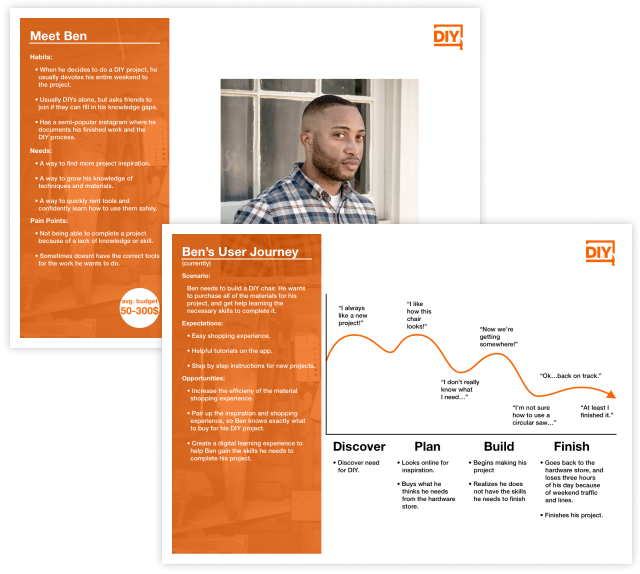 Meet Ben
DIY
Habits:
• When he decides to do a DIY project, he
usually devotes his entire weekend to
the project.
• Usually DIYs alone, but asks friends to
join if they can fill in his knowledge gaps.
• Has a semi-popular instagram where he
documents his finished work and the
DIY process.
Needs:
• A way to find more project inspiration.
• A way to grow his knowledge of
techniques and materials.
• A way to quickly rent tools and
confidently learn how to use them safely.
Pain Points:
• Not being able to complete a project
because of a lack of knowledge or skill.
• Sometimes doesnt have the correct tools
for the work he wants to do.
avg. budget
50-300$
Ben's User Journey
(currently)
DIY
Scenario:
Ben needs to build a DIY chair. He wants
to purchase all of the materials for his
project, and get help learning the
necessary skills to complete it.
Expectations:
• Easy shopping experience.
• Helpful tutorials on the app.
• Step by step instructions for new projects.
Opportunities:
• Increase the efficieny of the material
shopping experience.
• Pair up the inspiration and shopping
experience, so Ben knows exactly what
to buy for his DIY project.
• Create a digital learning experience to
help Ben gain the skills he needs to
complete his project.
"I always
like a new
project!"
"I like
how this
chair
looks!"
"I don't really
know what
I need…"
"Now we're
getting
somewhere!"
"I'm not sure
how to use a
circular saw…"
"Ok…back on track."
"At least I
finished it."
Discover
• Discover need
for DIY.
Plan
• Looks online for
inspiration.
• Buys what he
thinks he needs
from the hardware
store.
Build
• Begins making his
project
• Realizes he does
not have the skills
he needs to finish
Finish
• Goes back to the
hardware store, and
loses three hours
of his day because
of weekend traffic
and lines.
• Finishes his project.